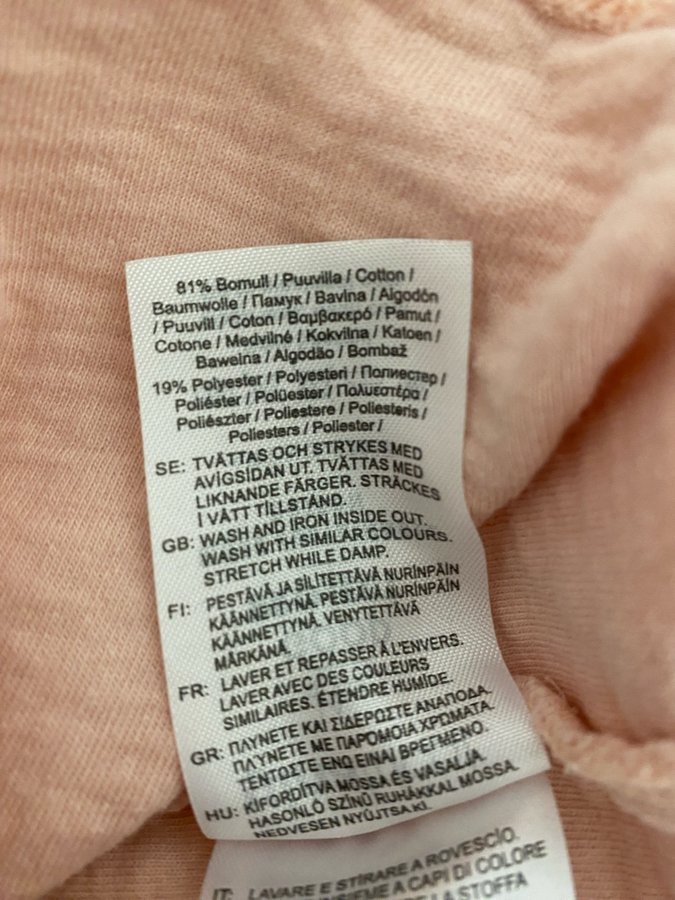 81% Bomull / Puuvilla / Cotton /
Baumwolle / Памук / Bavlna / Algodón
/ Puuvill / Coton / Βαμβακερό / Pamut /
Cotone / Medvilné / Kokvilna / Katoen /
Bawelna / Algodão / Bombaž
19% Polyester / Polyesteri / Полиестер /
Poliéster / Polüester / Πολυεστέρα /
Poliészter / Poliestere / Poliesteris /
Poliesters / Poliester /
SE: TVÄTTAS OCH STRYKES MED
AVIGSIDAN UT. TVÄTTAS MED
LIKNANDE FÄRGER. STRÄCKES
I VÅTT TILLSTÅND.
GB: WASH AND IRON INSIDE OUT.
WASH WITH SIMILAR COLOURS.
STRETCH WHILE DAMP.
FI: PESTÄVÄ JA SILITETTÄVÄ NURINPÄIN
KÄÄNNETTYNÄ. PESTÄVÄ NURINPÄIN
KÄÄNNETTYNÄ. VENYTETTÄVÄ
MÄRKÄNÄ.
FR: LAVER ET REPASSER À L'ENVERS.
LAVER AVEC DES COULEURS
SIMILAIRES. ÉTENDRE HUMIDE.
GR: ΠΛΥΝΕΤΕ ΚΑΙ ΣΙΔΕΡΩΣΤΕ ΑΝΑΠΟΔΑ.
ΠΛΥΝΕΤΕ ΜΕ ΠΑΡΟΜΟΙΑ ΧΡΩΜΑΤΑ.
ΤΕΝΤΩΣΤΕ ΕΝΩ ΕΙΝΑΙ ΒΡΕΓΜΕΝΟ.
HU: KIFORDÍTVA MOSSA ÉS VASALJA.
HASONLÓ SZÍNŰ RUHÁKKAL MOSSA.
NEDVESEN NYÚJTSA KI.
IT: LAVARE E STIRARE A ROVESCIO.
INSIEME A CAPI DI COLORE
LA STOFFA